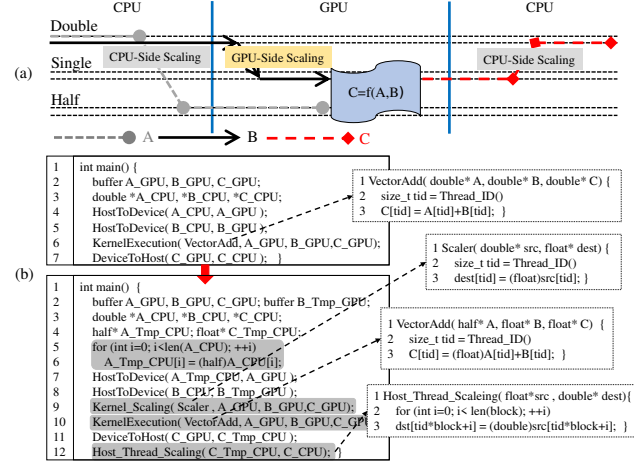 CPU GPU CPU
Double
CPU-Side Scaling
GPU-Side Scaling
CPU-Side Scaling
(a)
Single
C=f(A,B)
Half
A B C
1 int main() {
2 buffer A_GPU, B_GPU, C_GPU;
3 double *A_CPU, *B_CPU, *C_CPU;
4 HostToDevice( A_CPU, A_GPU );
5 HostToDevice( B_CPU, B_GPU );
6 KernelExecution( VectorAdd, A_GPU, B_GPU,C_GPU);
7 DeviceToHost( C_GPU, C_CPU ); }
1 VectorAdd( double* A, double* B, double* C) {
2 size_t tid = Thread_ID()
3 C[tid] = A[tid]+B[tid]; }
(b)
1 int main() {
2 buffer A_GPU, B_GPU, C_GPU; buffer B_Tmp_GPU;
3 double *A_CPU, *B_CPU, *C_CPU;
4 half* A_Tmp_CPU; float* C_Tmp_CPU;
5 for (int i=0; i<len(A_CPU); ++i)
6 A_Tmp_CPU[i] = (half)A_CPU[i];
7 HostToDevice( A_Tmp_CPU, A_GPU );
8 HostToDevice( B_CPU, B_Tmp_GPU );
9 Kernel_Scaling( Scaler , A_GPU, B_GPU,C_GPU);
10 KernelExecution( VectorAdd, A_GPU, B_GPU,C_GPU);
11 DeviceToHost( C_GPU, C_Tmp_CPU );
12 Host_Thread_Scaling( C_Tmp_CPU, C_CPU);
1 Scaler( double* src, float* dest) {
2 size_t tid = Thread_ID()
3 dest[tid] = (float)src[tid]; }
1 VectorAdd( half* A, float* B, float* C) {
2 size_t tid = Thread_ID()
3 C[tid] = (float)A[tid]+B[tid]; }
1 Host_Thread_Scaleing( float*src , double* dest){
2 for (int i=0; i< len(block); ++i)
3 dst[tid*block+i] = (double)src[tid*block+i]; }